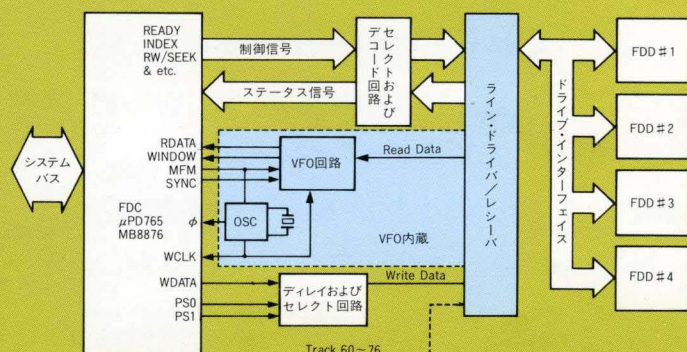 READY
INDEX
RW/SEEK
& etc.
制御信号
ステータス信号
セレクトおよび
デコード回路
ライン・ドライバ/レシーバ
ドライブ・インターフェイス
FDD#1
FDD#2
FDD#3
FDD#4
システム
バス
RDATA
WINDOW
MFM
SYNC
FDC
μPD765
MB8876
φ
WCLK
WDATA
PS0
PS1
VFO回路
OSC
Read Data
VFO内蔵
Write Data
ディレイおよび
セレクト回路
Track 60~76